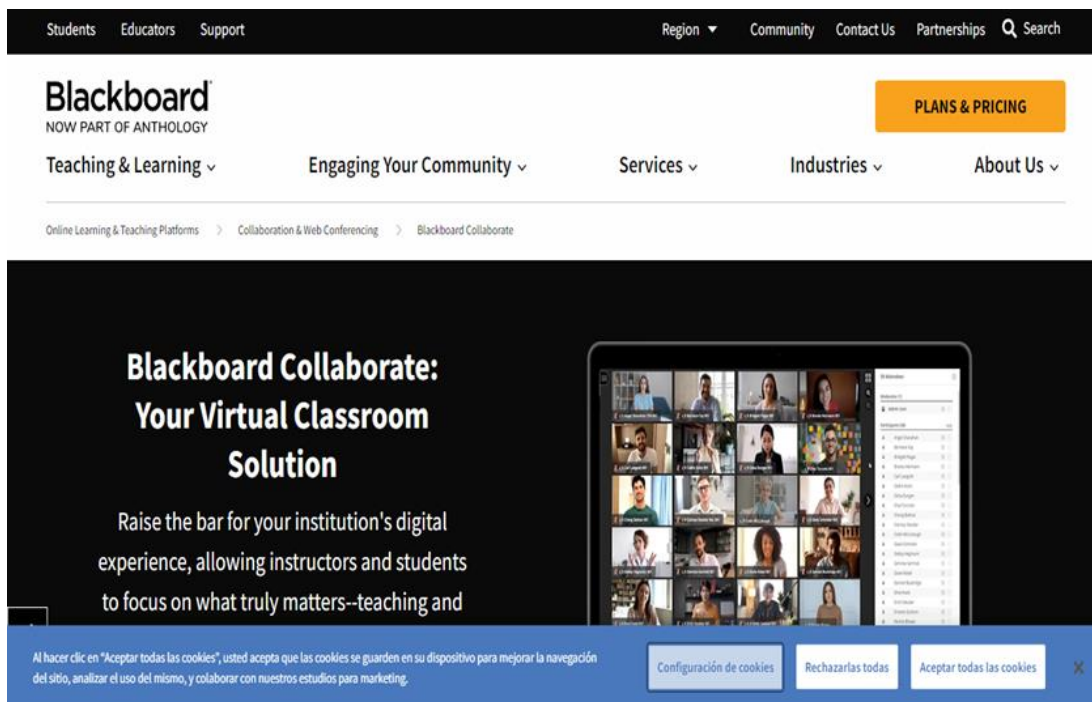 Students Educators Support Region Community Contact Us Partnerships Search
Blackboard
NOW PART OF ANTHOLOGY
PLANS & PRICING
Teaching & Learning Engaging Your Community Services Industries About Us
Online Learning & Teaching Platforms > Collaboration & Web Conferencing > Blackboard Collaborate
Blackboard Collaborate:
Your Virtual Classroom
Solution
Raise the bar for your institution's digital
experience, allowing instructors and students
to focus on what truly matters--teaching and
Al hacer clic en “Aceptar todas las cookies”, usted acepta que las cookies se guarden en su dispositivo para mejorar la navegación
del sitio, analizar el uso del mismo, y colaborar con nuestros estudios para marketing.
Configuración de cookies Rechazarlas todas Aceptar todas las cookies X